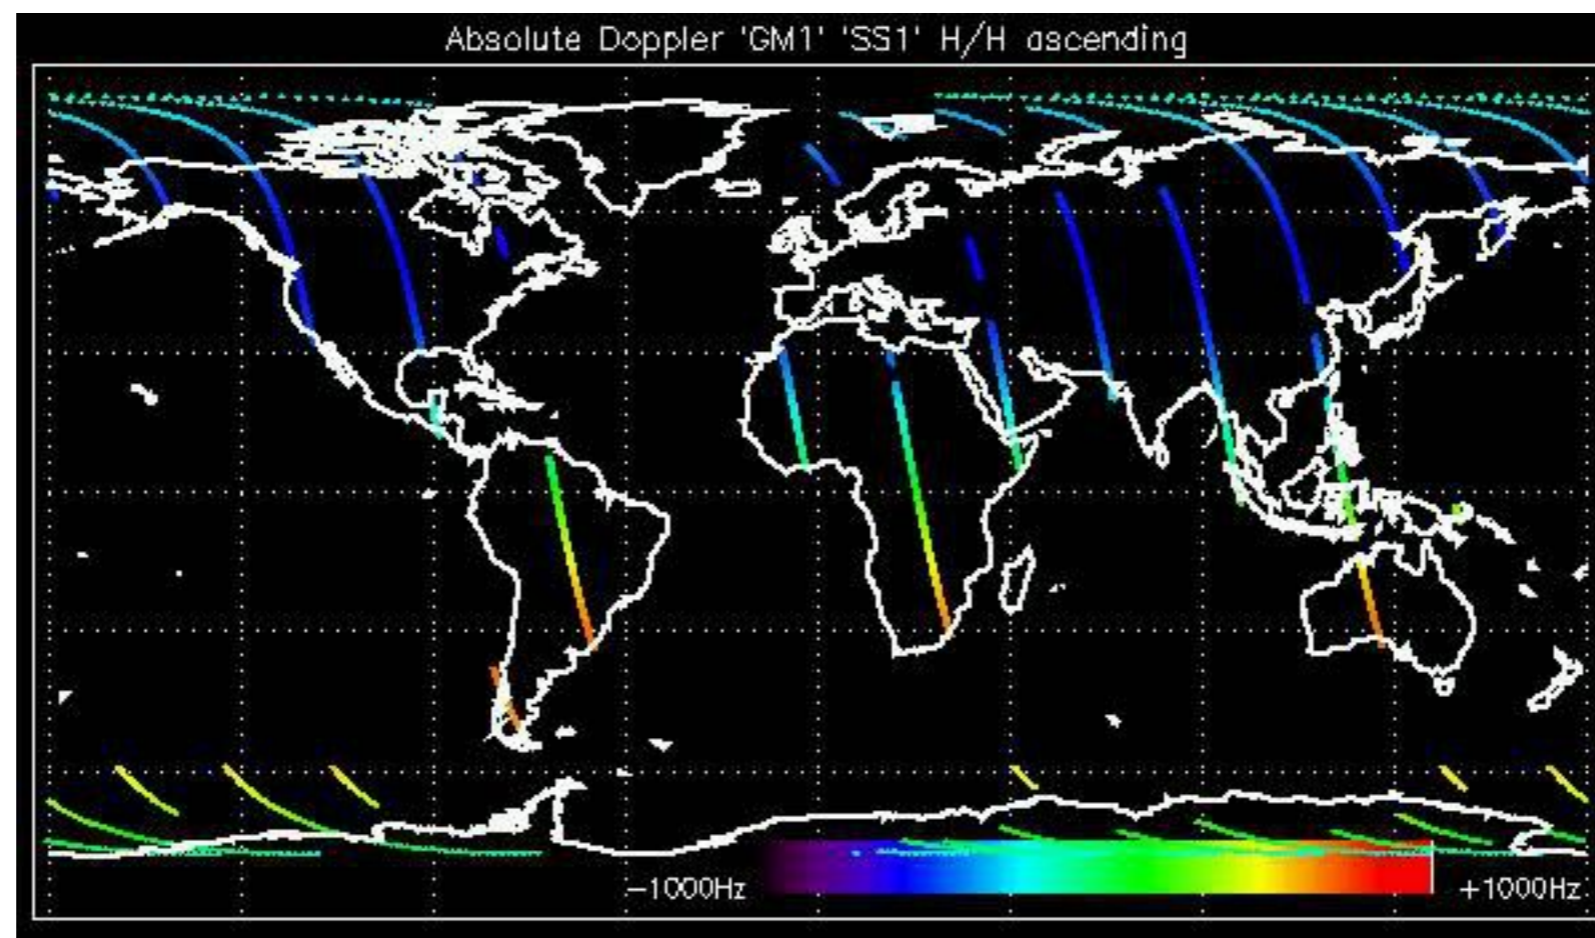 Absolute Doppler 'GM1' 'SS1' H/H ascending
−1000Hz
+1000Hz